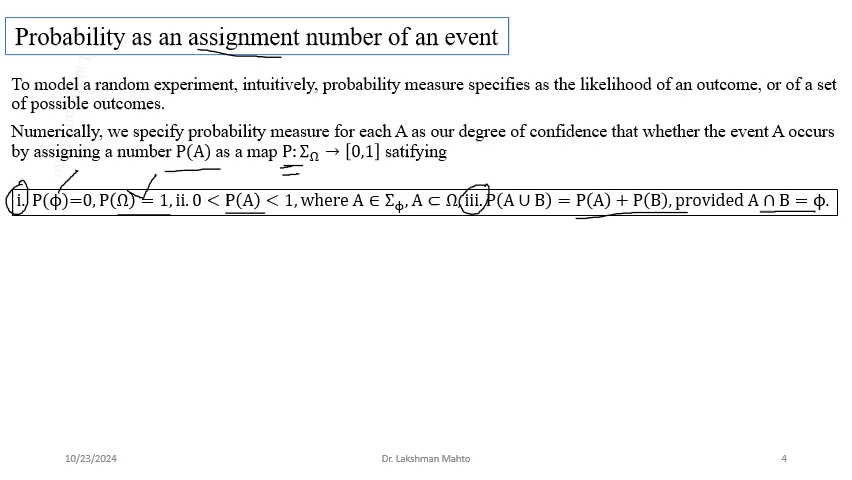 Probability as an assignment number of an event
To model a random experiment, intuitively, probability measure specifies as the likelihood of an outcome, or of a set
of possible outcomes.
Numerically, we specify probability measure for each A as our degree of confidence that whether the event A occurs
by assigning a number P(A) as a map P: Σ_Ω → [0,1] satifying
i. P(ϕ)=0, P(Ω) = 1, ii. 0 < P(A) < 1, where A ∈ Σ_ϕ, A ⊂ Ω, iii. P(A ∪ B) = P(A) + P(B), provided A ∩ B = ϕ.
10/23/2024
Dr. Lakshman Mahto
4